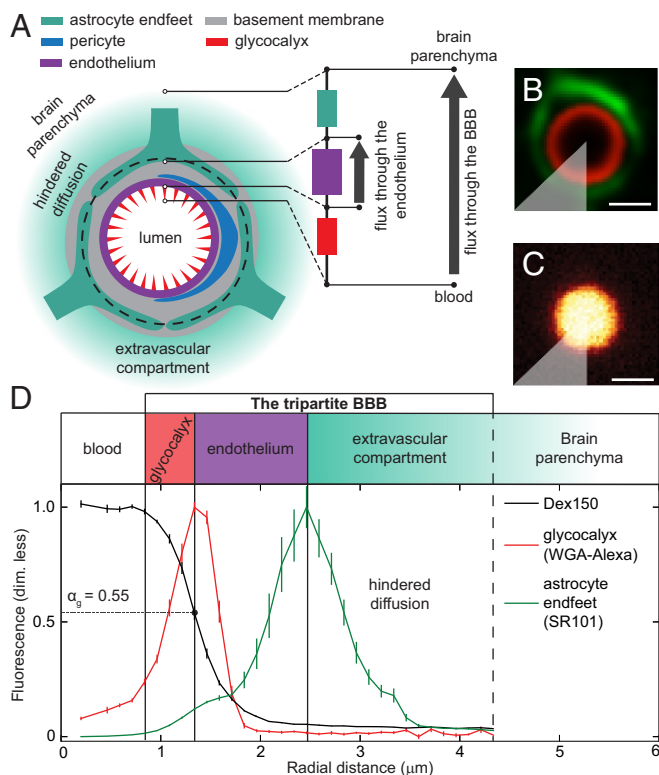 A
astrocyte endfeet
basement membrane
pericyte
glycocalyx
endothelium
brain
parenchyma
brain
parenchyma
hindered
diffusion
lumen
extravascular
compartment
flux through the
endothelium
flux through the BBB
blood
B
C
D
The tripartite BBB
blood
glycocalyx
endothelium
extravascular
compartment
Brain
parenchyma
Fluorescence (dim. less)
1.0
0.5
0
αg = 0.55
Dex150
glycocalyx
(WGA-Alexa)
astrocyte
endfeet
(SR101)
hindered
diffusion
0 1 2 3 4 5 6
Radial distance (μm)